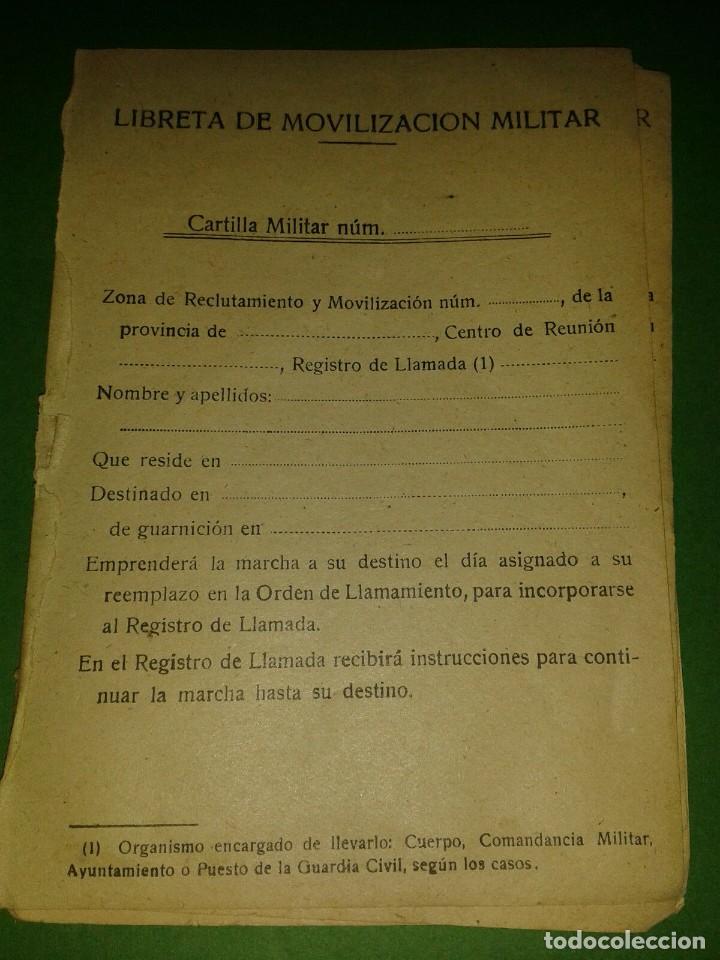 LIBRETA DE MOVILIZACION MILITAR R
Cartilla Militar núm. ..............................
Zona de Reclutamiento y Movilización núm. ...................., de la a
provincia de ......................................, Centro de Reunión
................................, Registro de Llamada (1) ........................
Nombre y apellidos: ................................................................
................................................................................
Que reside en ................................................................
Destinado en ................................................................,
de guarnición en ................................................................
Emprenderá la marcha a su destino el día asignado a su
reemplazo en la Orden de Llamamiento, para incorporarse
al Registro de Llamada.
En el Registro de Llamada recibirá instrucciones para conti-
nuar la marcha hasta su destino.
(1) Organismo encargado de llevarlo: Cuerpo, Comandancia Militar,
Ayuntamiento o Puesto de la Guardia Civil, según los casos.
todocoleccion